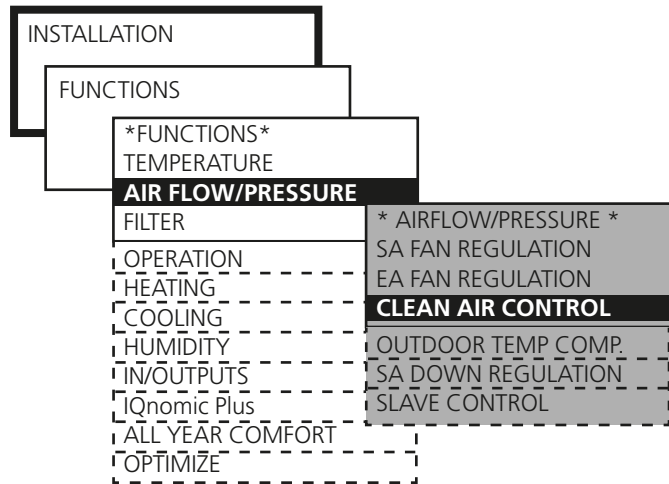 INSTALLATION
FUNCTIONS
*FUNCTIONS*
TEMPERATURE
AIR FLOW/PRESSURE
FILTER
OPERATION
HEATING
COOLING
HUMIDITY
IN/OUTPUTS
IQnomic Plus
ALL YEAR COMFORT
OPTIMIZE
* AIRFLOW/PRESSURE *
SA FAN REGULATION
EA FAN REGULATION
CLEAN AIR CONTROL
OUTDOOR TEMP COMP.
SA DOWN REGULATION
SLAVE CONTROL